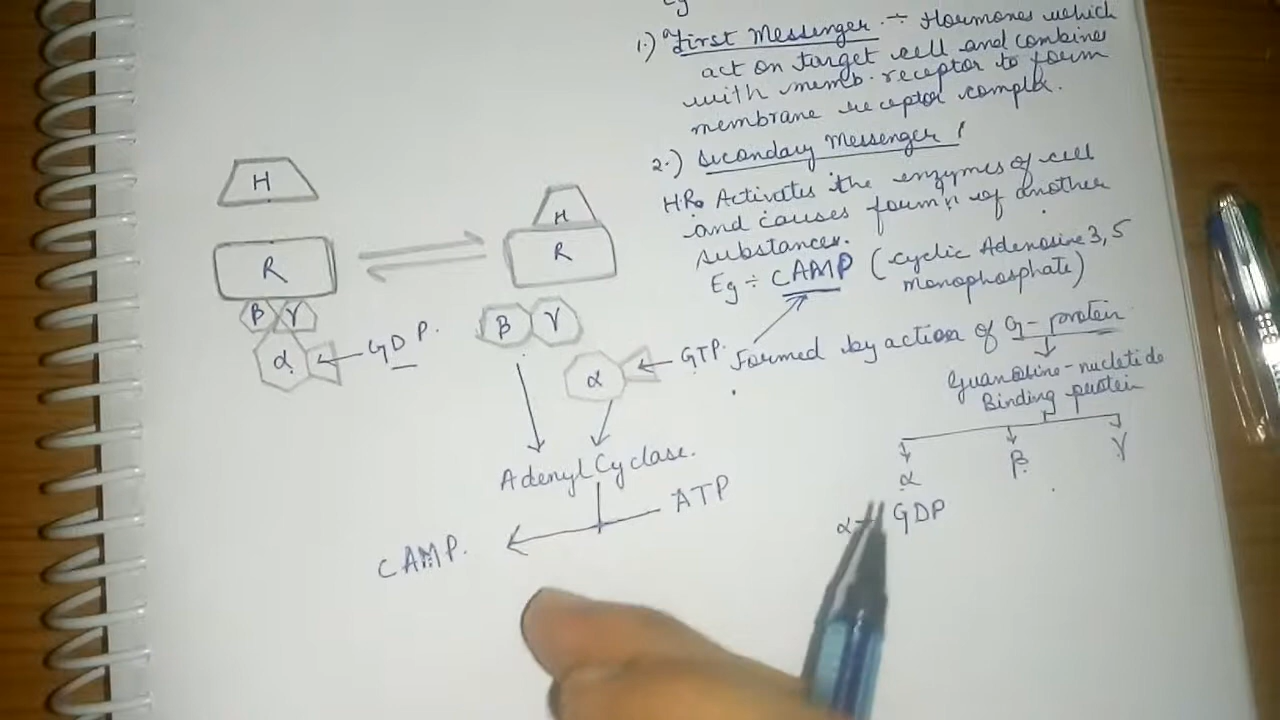 Eg
1.) First Messenger :- Hormones which
act on target cell and combines
with memb. receptor to form
membrane receptor complex.
2.) Secondary Messenger
HR. Activates the enzymes of cell
and causes form'n of another
substances.
Eg ÷ CAMP (cyclic Adenosine 3,5
monophosphate)
Formed by action of G-protein
Guanosine-nucleotide
Binding protein
α
β
γ
α - GDP
H
R
β γ
α
GDP.
H
R
β γ
α
GTP.
Adenyl Cyclase.
ATP
CAMP.